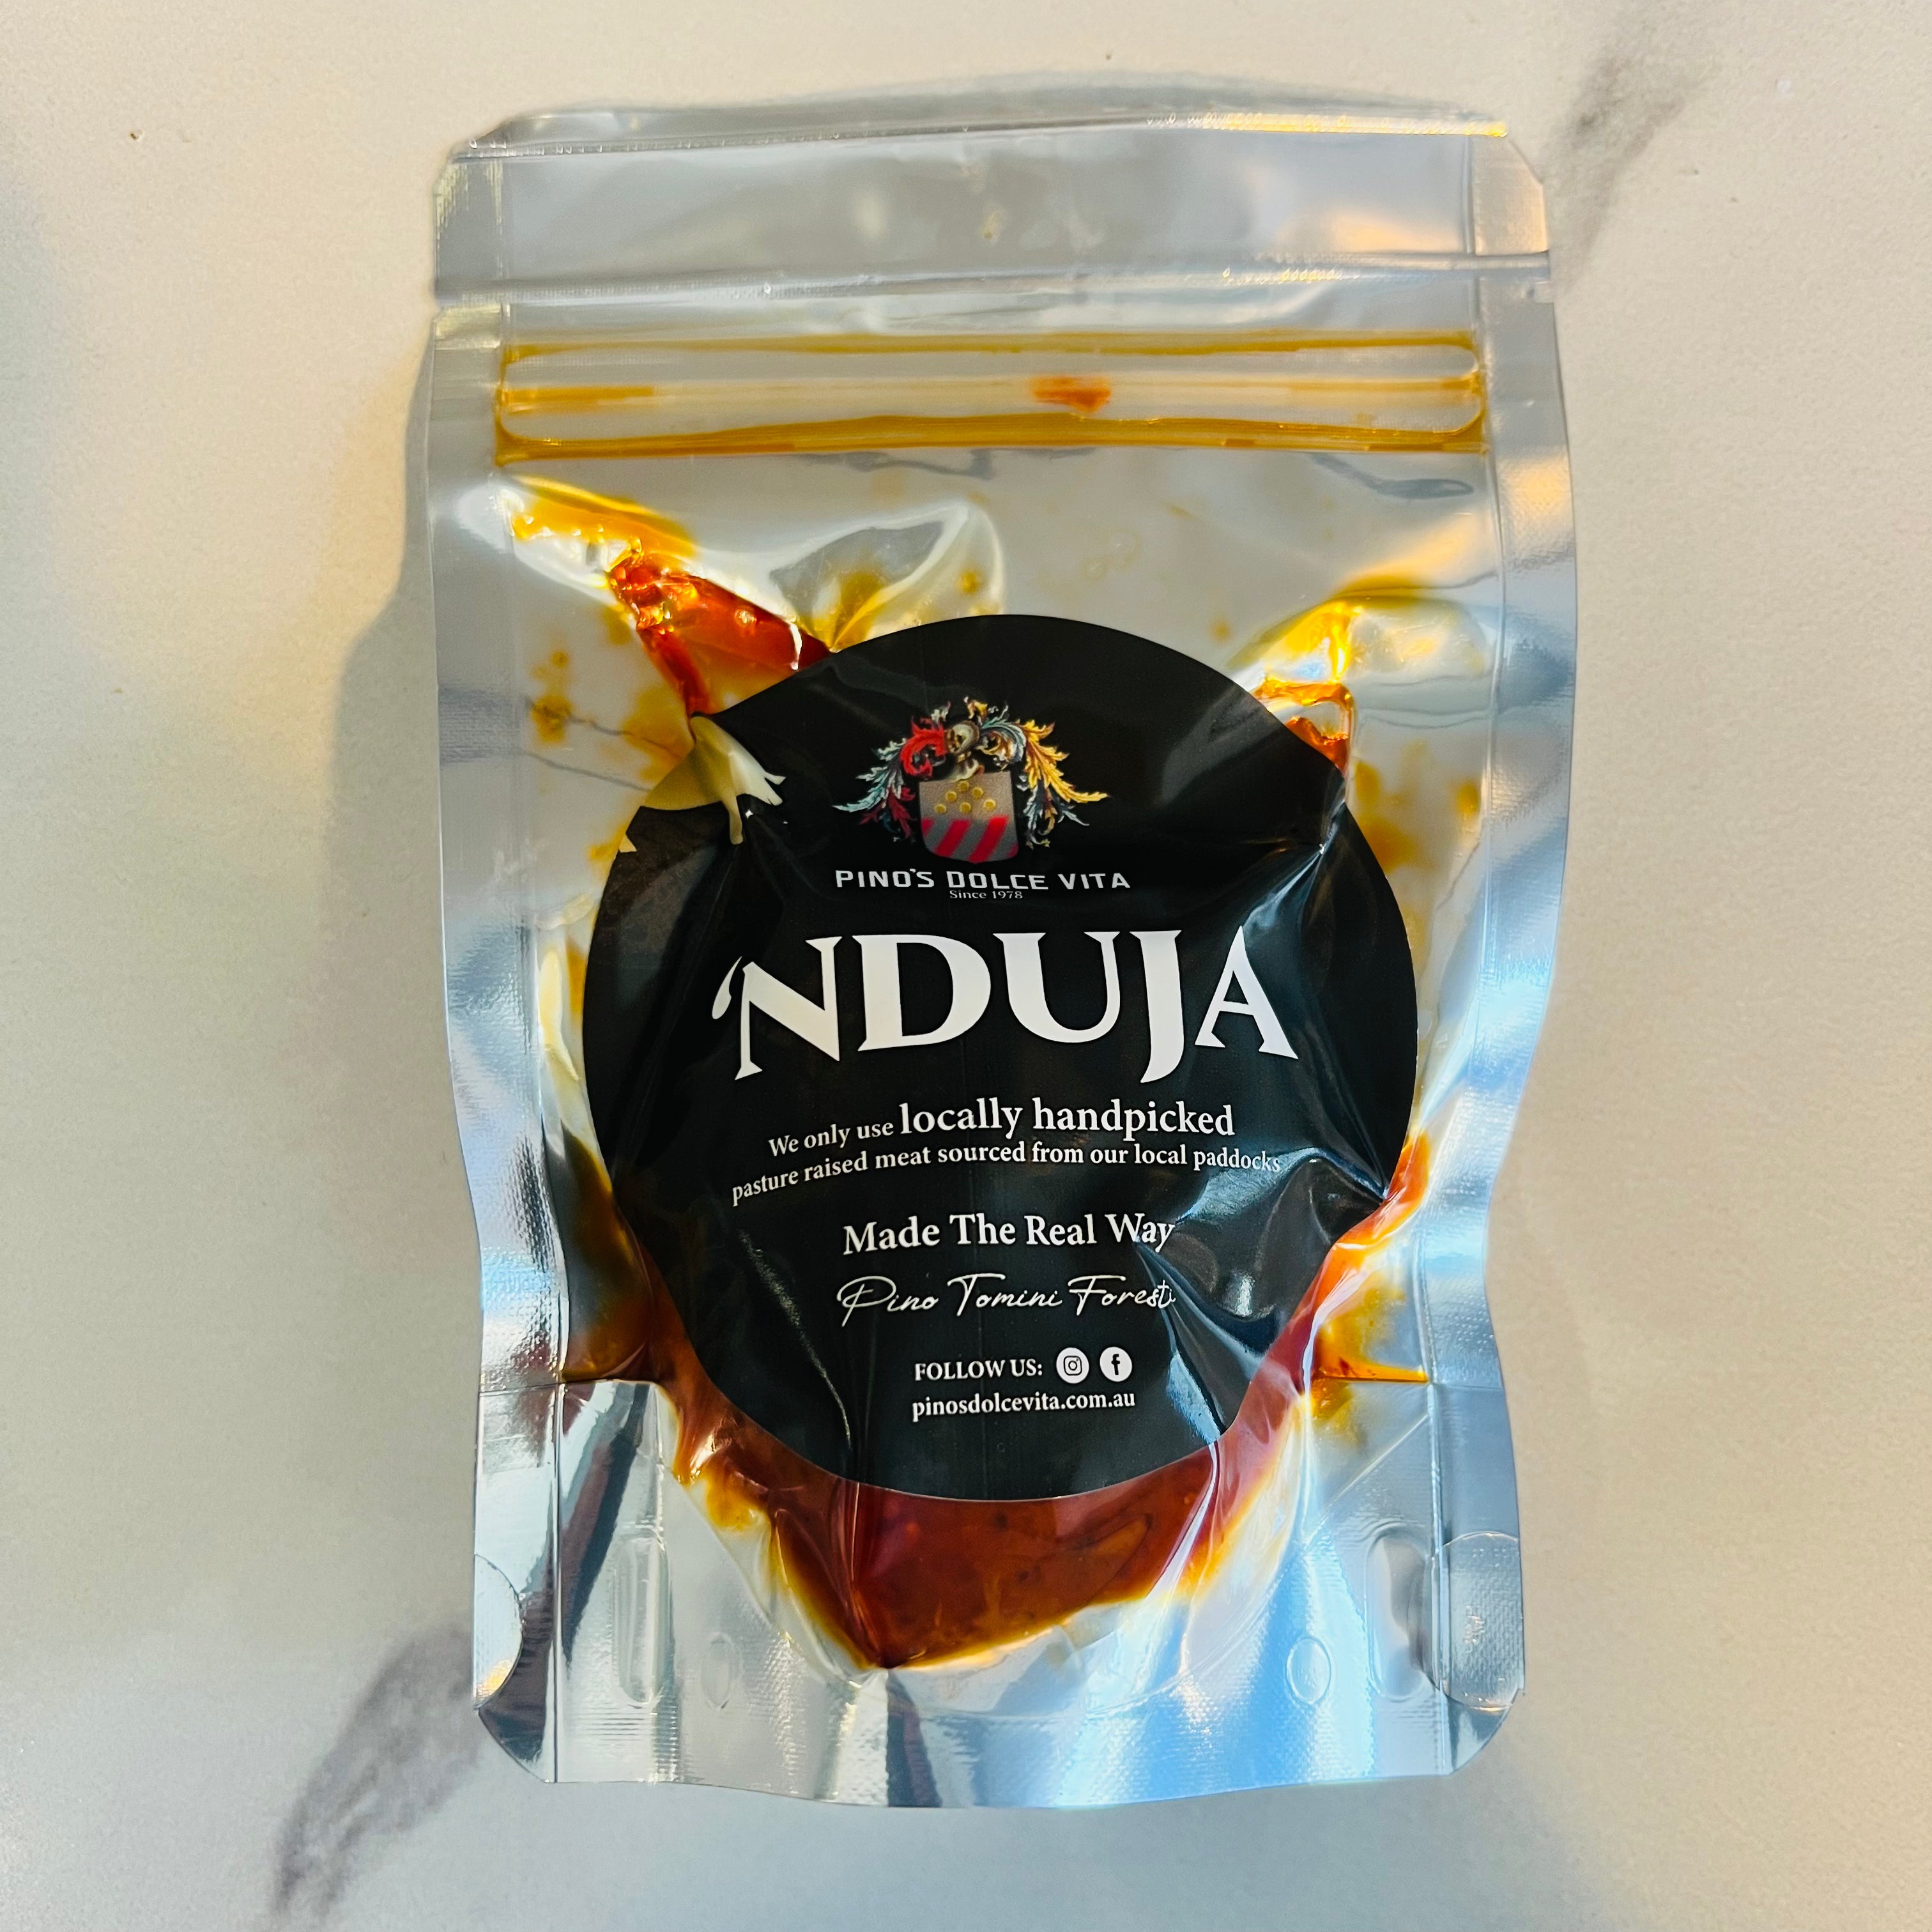 PINO'S DOLCE VITA
Since 1978
'NDUJA
We only use locally handpicked
pasture raised meat sourced from our local paddocks
Made The Real Way
Pino Tomini Foresti
FOLLOW US:
pinosdolcevita.com.au